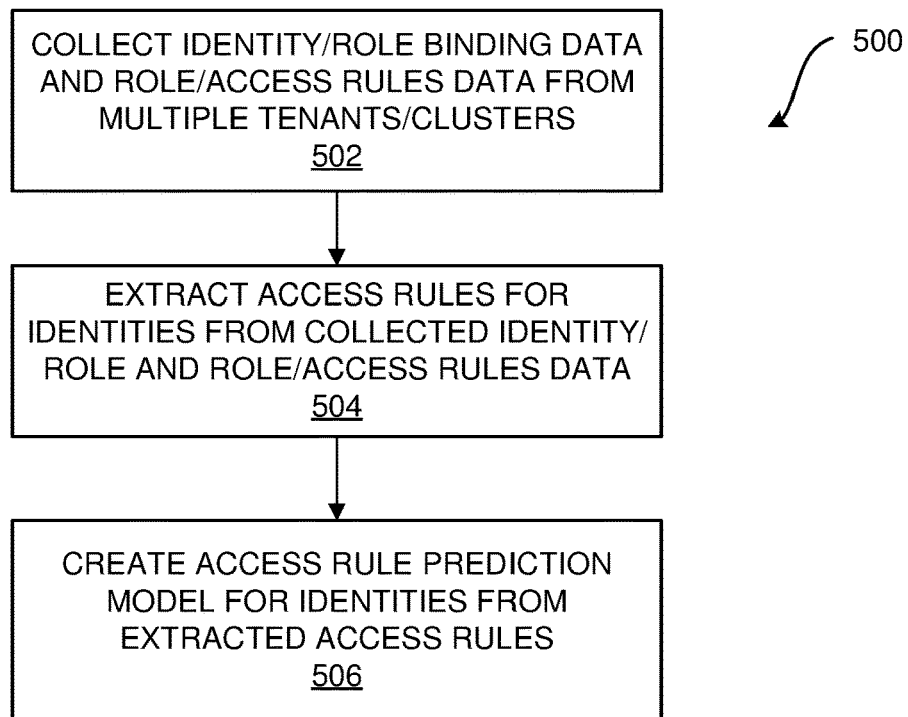 COLLECT IDENTITY/ROLE BINDING DATA
AND ROLE/ACCESS RULES DATA FROM
MULTIPLE TENANTS/CLUSTERS
502
500
EXTRACT ACCESS RULES FOR
IDENTITIES FROM COLLECTED IDENTITY/
ROLE AND ROLE/ACCESS RULES DATA
504
CREATE ACCESS RULE PREDICTION
MODEL FOR IDENTITIES FROM
EXTRACTED ACCESS RULES
506